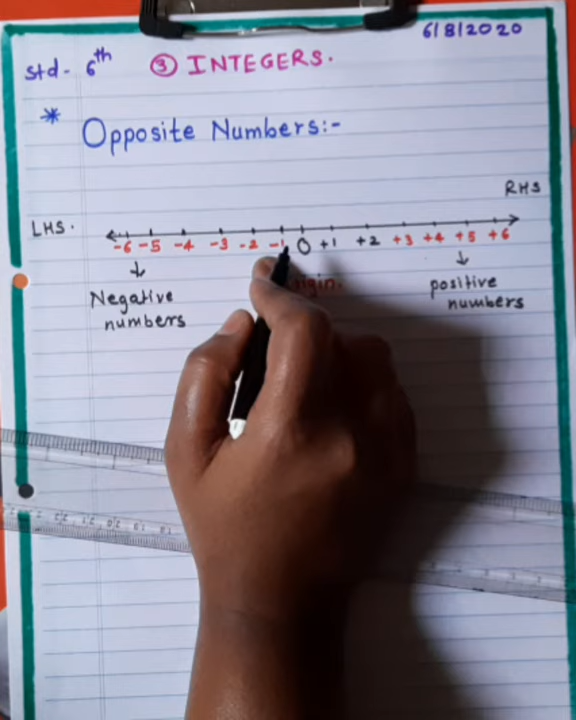 6/8/2020
std - 6th ③ INTEGERS.
* Opposite Numbers:-
RHS
LHS.
-6 -5 -4 -3 -2 -1 0 +1 +2 +3 +4 +5 +6
↓ ↓
Negative positive
numbers numbers